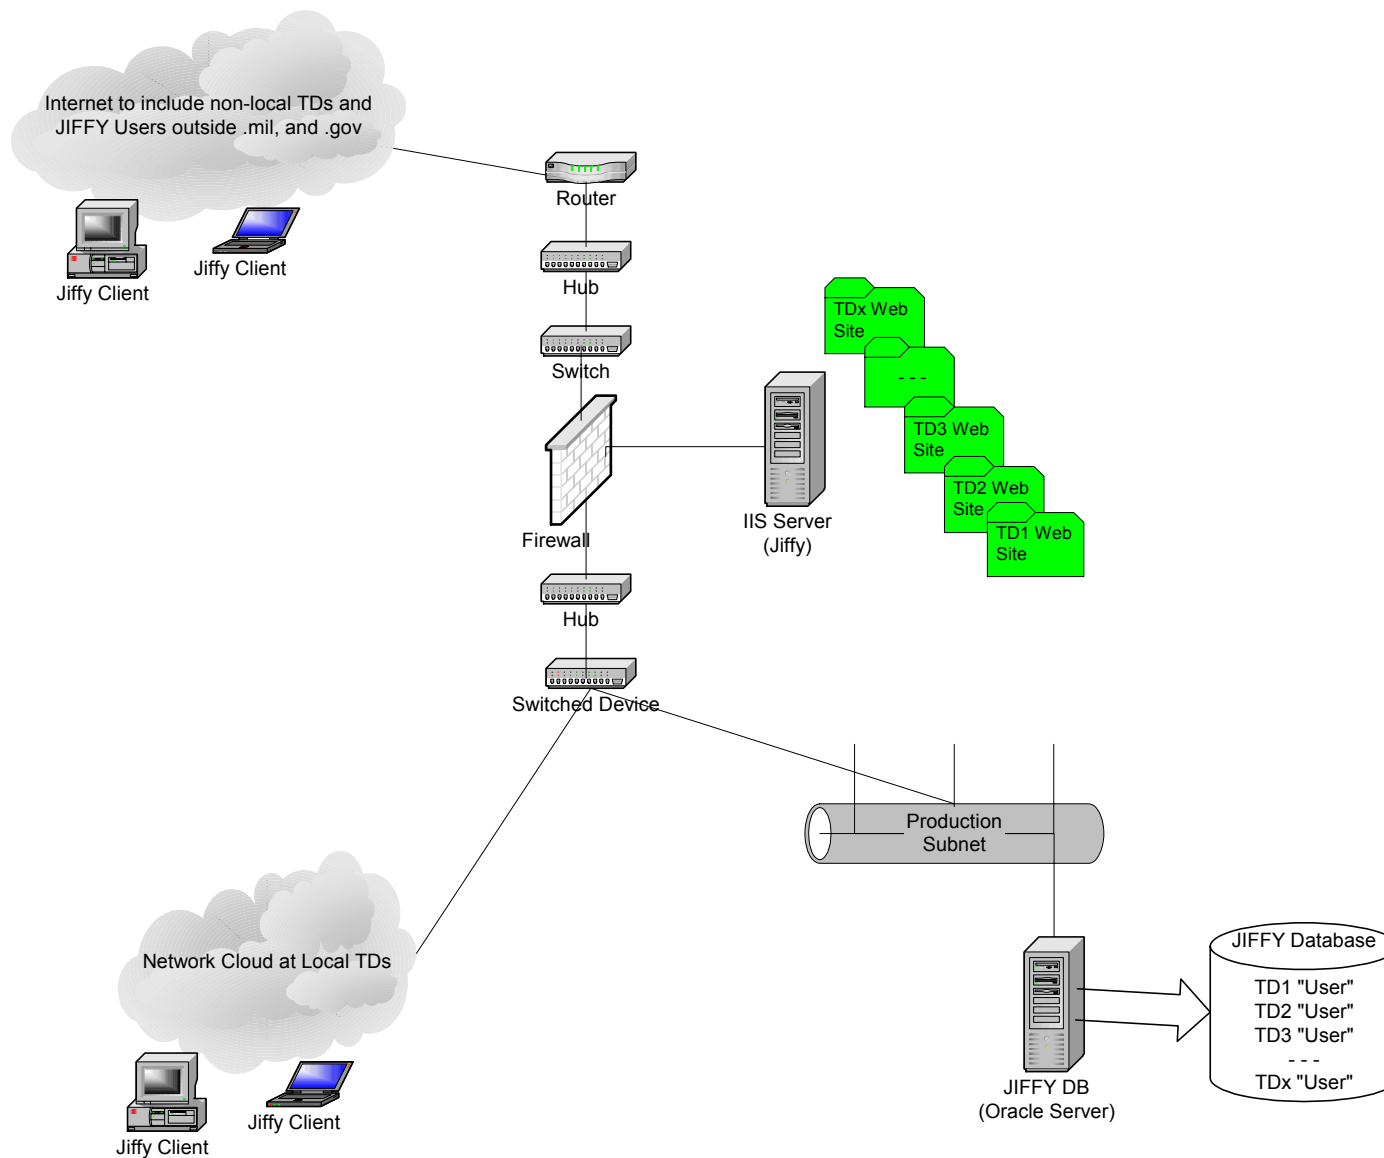 Internet to include non-local TDs and
JIFFY Users outside .mil, and .gov
Jiffy Client
Jiffy Client
Router
Hub
Switch
Firewall
IIS Server
(Jiffy)
TDx Web
Site
- - -
TD3 Web
Site
TD2 Web
Site
TD1 Web
Site
Hub
Switched Device
Production
Subnet
Network Cloud at Local TDs
Jiffy Client
Jiffy Client
JIFFY DB
(Oracle Server)
JIFFY Database
TD1 "User"
TD2 "User"
TD3 "User"
- - -
TDx "User"